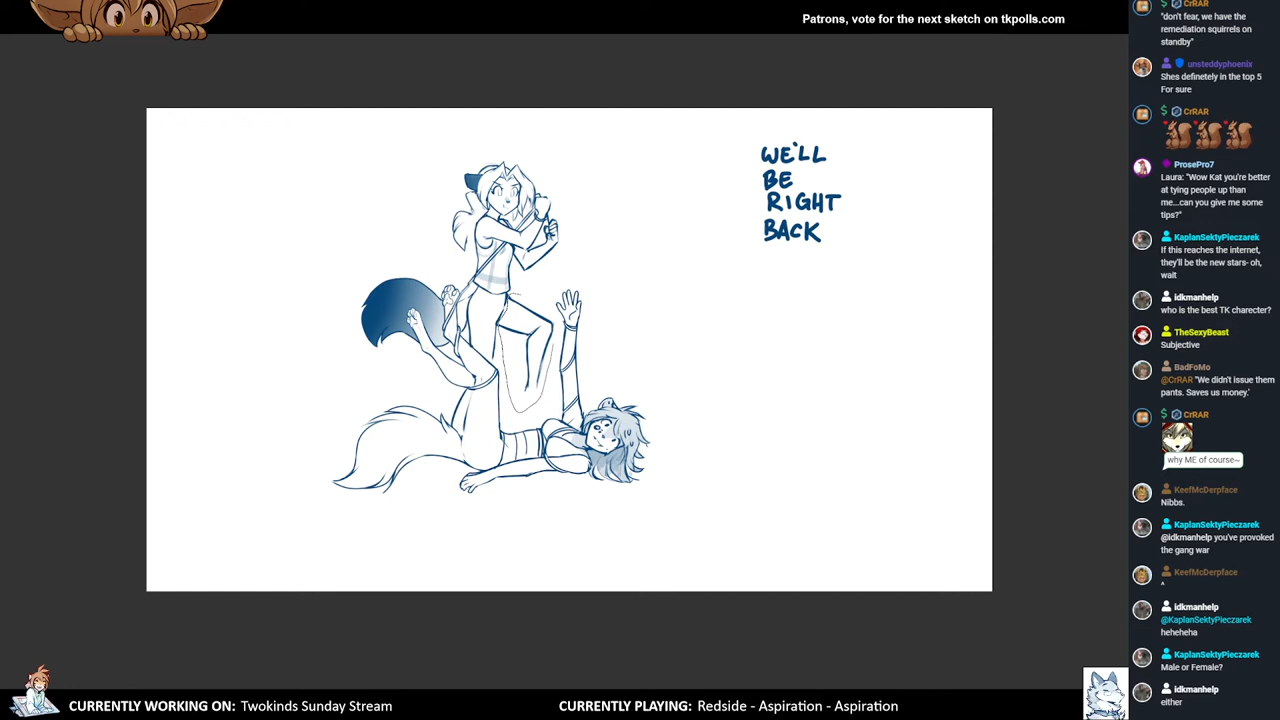 Patrons, vote for the next sketch on tkpolls.com
WE'LL
BE
RIGHT
BACK
CrRAR
"don't fear, we have the
remediation squirrels on
standby"
unsteddyphoenix
Shes definetely in the top 5
For sure
CrRAR
ProsePro7
Laura: "Wow Kat you're better
at tying people up than
me...can you give me some
tips?"
KaplanSektyPieczarek
If this reaches the internet,
they'll be the new stars- oh,
wait
idkmanhelp
who is the best TK charecter?
TheSexyBeast
Subjective
BadFoMo
@CrRAR "We didn't issue them
pants. Saves us money.'
CrRAR
why ME of course~
KeefMcDerpface
Nibbs.
KaplanSektyPieczarek
@idkmanhelp you've provoked
the gang war
KeefMcDerpface
^
idkmanhelp
@KaplanSektyPieczarek
heheheha
KaplanSektyPieczarek
Male or Female?
idkmanhelp
either
CURRENTLY WORKING ON: Twokinds Sunday Stream
CURRENTLY PLAYING: Redside - Aspiration - Aspiration